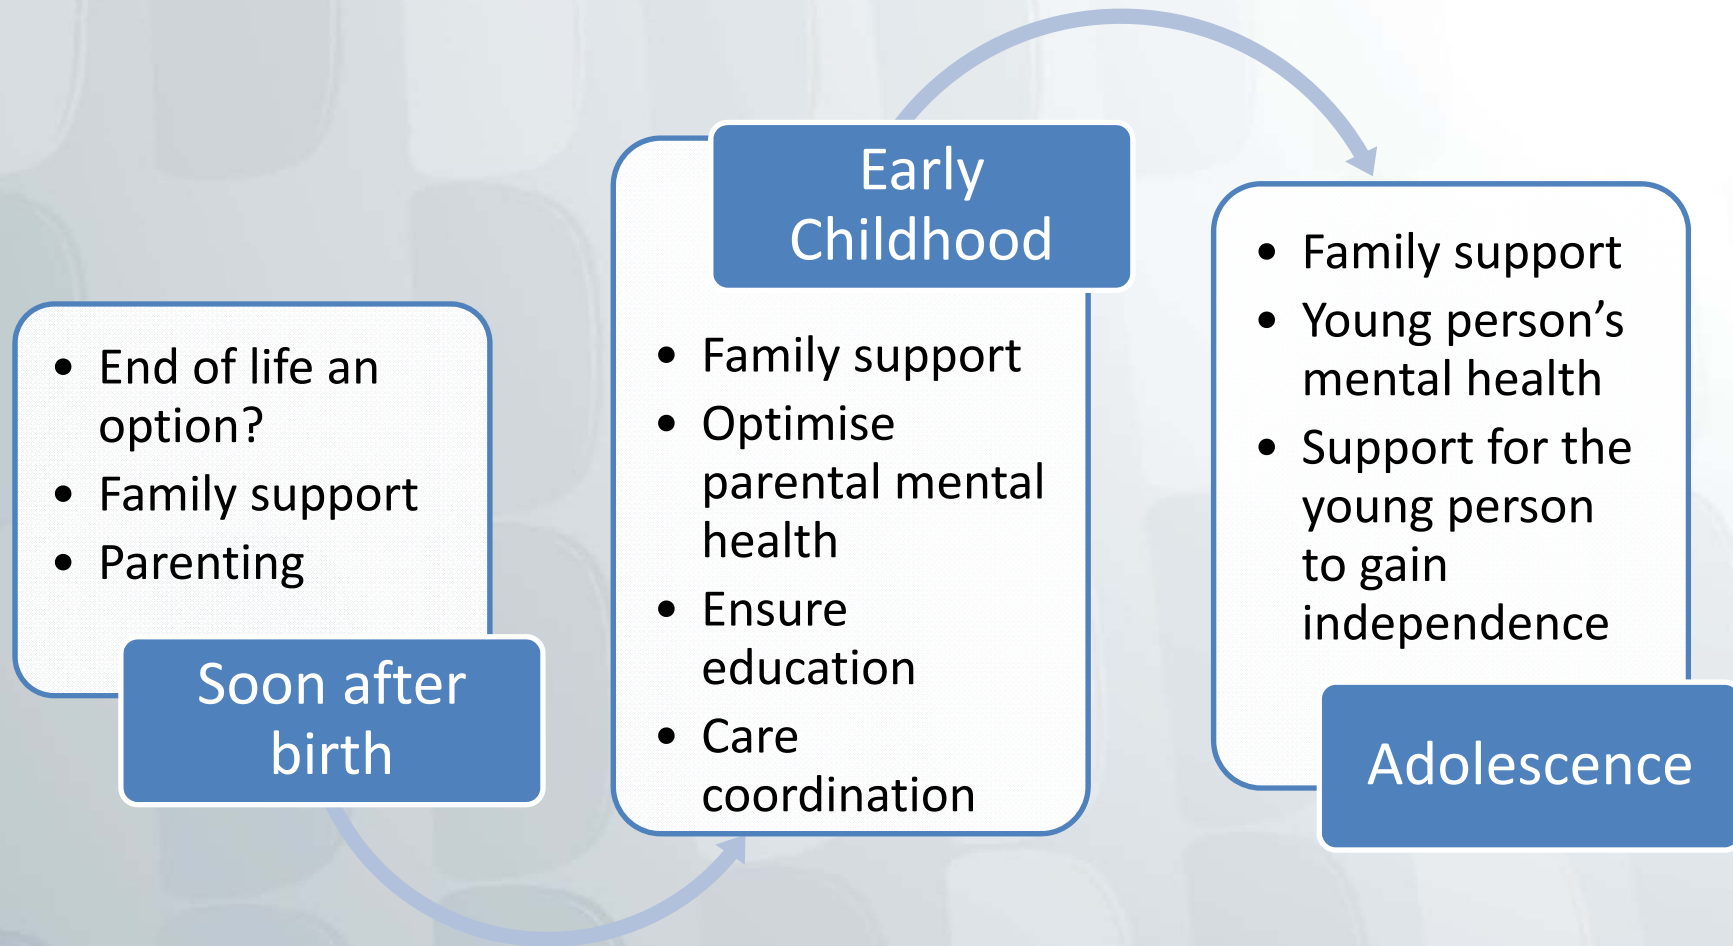 • End of life an
option?
• Family support
• Parenting
Soon after
birth
Early
Childhood
• Family support
• Optimise
parental mental
health
• Ensure
education
• Care
coordination
• Family support
• Young person’s
mental health
• Support for the
young person
to gain
independence
Adolescence